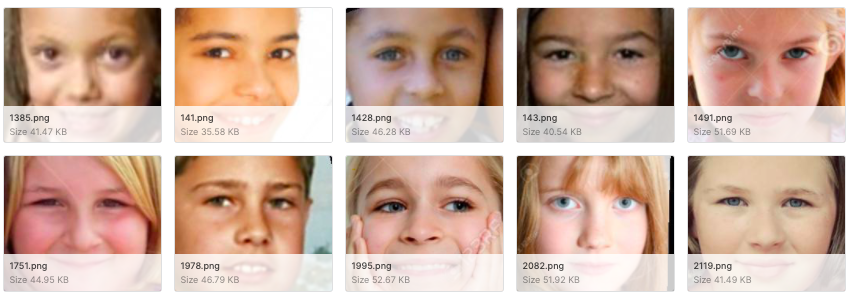 1385.png
Size 41.47 KB
141.png
Size 35.58 KB
1428.png
Size 46.28 KB
143.png
Size 40.54 KB
1491.png
Size 51.69 KB
1751.png
Size 44.95 KB
1978.png
Size 46.79 KB
1995.png
Size 52.67 KB
2082.png
Size 51.92 KB
2119.png
Size 41.49 KB